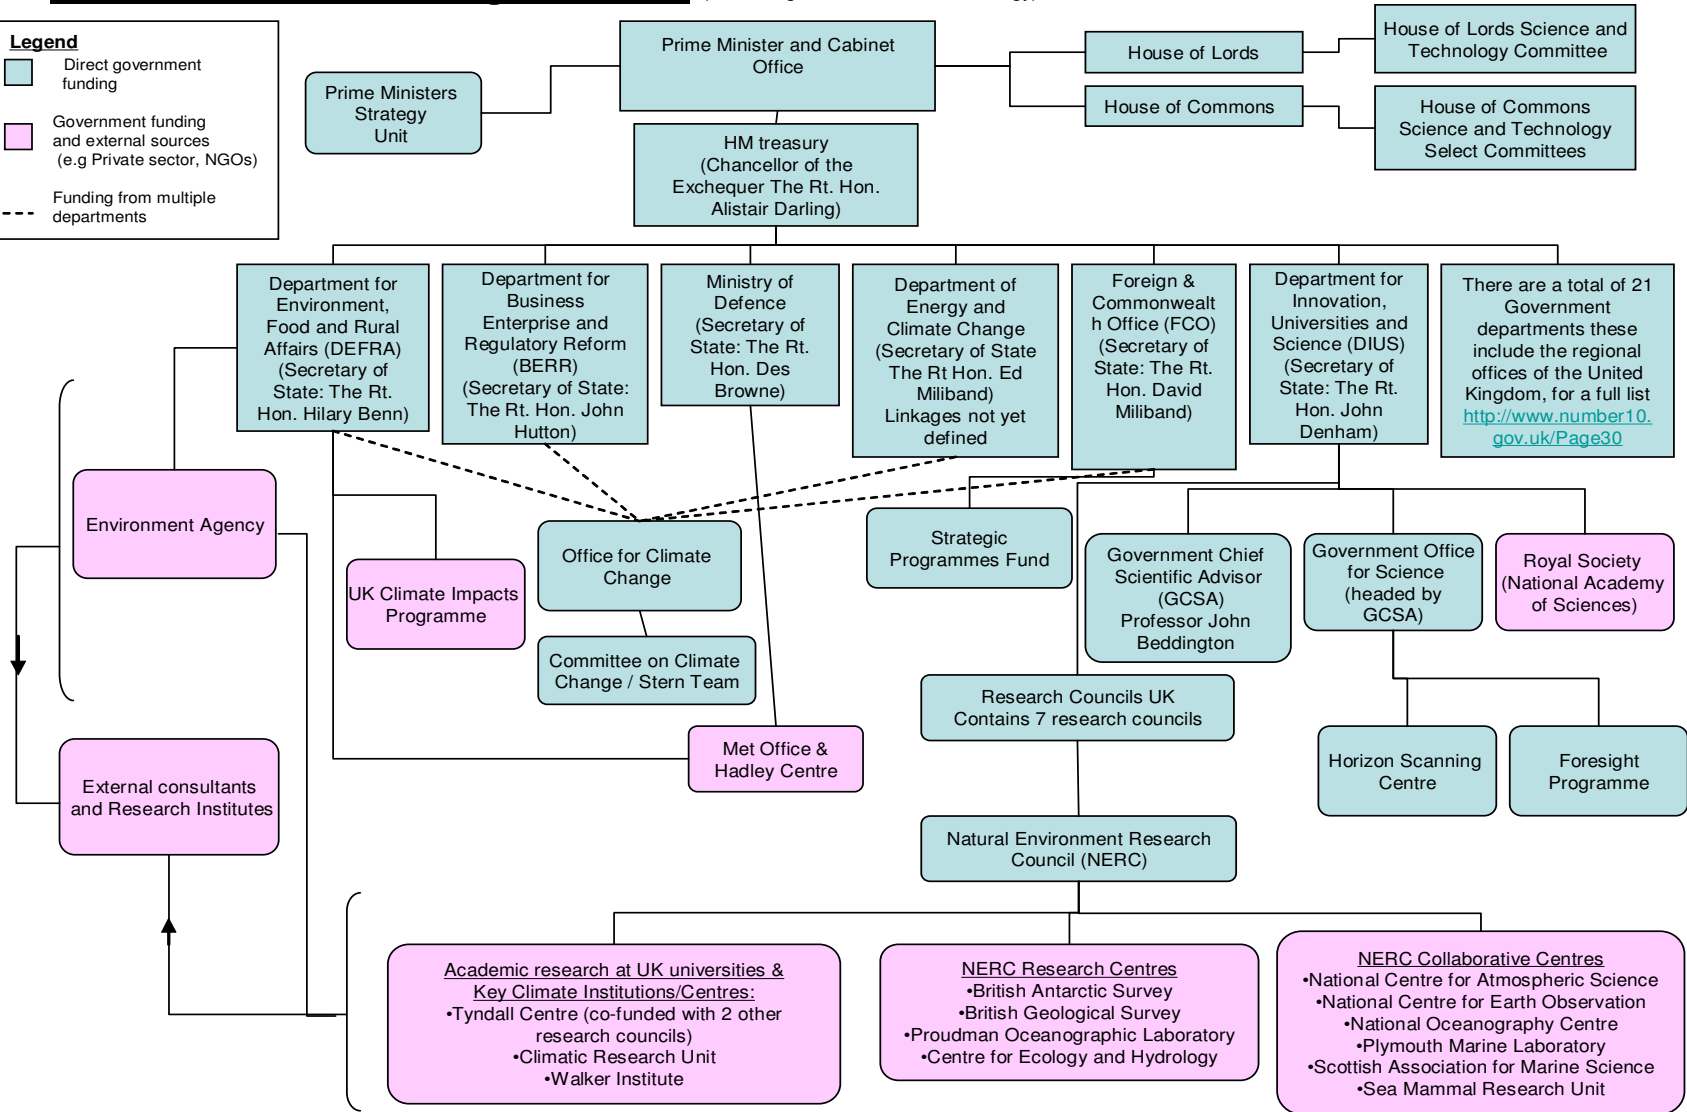 Legend
Direct government
funding
Government funding
and external sources
(e.g Private sector, NGOs)
Funding from multiple
departments
Prime Ministers
Strategy
Unit
Prime Minister and Cabinet
Office
House of Lords
House of Lords Science and
Technology Committee
House of Commons
House of Commons
Science and Technology
Select Committees
HM treasury
(Chancellor of the
Exchequer The Rt. Hon.
Alistair Darling)
Department for
Environment,
Food and Rural
Affairs (DEFRA)
(Secretary of
State: The Rt.
Hon. Hilary Benn)
Department for
Business
Enterprise and
Regulatory Reform
(BERR)
(Secretary of State:
The Rt. Hon. John
Hutton)
Ministry of
Defence
(Secretary of
State: The Rt.
Hon. Des
Browne)
Department of
Energy and
Climate Change
(Secretary of State
The Rt Hon. Ed
Miliband)
Linkages not yet
defined
Foreign &
Commonwealt
h Office (FCO)
(Secretary of
State: The Rt.
Hon. David
Miliband)
Department for
Innovation,
Universities and
Science (DIUS)
(Secretary of
State: The Rt.
Hon. John
Denham)
There are a total of 21
Government
departments these
include the regional
offices of the United
Kingdom, for a full list
http://www.number10.
gov.uk/Page30
Environment Agency
UK Climate Impacts
Programme
Office for Climate
Change
Committee on Climate
Change / Stern Team
Strategic
Programmes Fund
Government Chief
Scientific Advisor
(GCSA)
Professor John
Beddington
Government Office
for Science
(headed by
GCSA)
Royal Society
(National Academy
of Sciences)
Research Councils UK
Contains 7 research councils
Met Office &
Hadley Centre
Horizon Scanning
Centre
Foresight
Programme
External consultants
and Research Institutes
Natural Environment Research
Council (NERC)
Academic research at UK universities &
Key Climate Institutions/Centres:
•Tyndall Centre (co-funded with 2 other
research councils)
•Climatic Research Unit
•Walker Institute
NERC Research Centres
•British Antarctic Survey
•British Geological Survey
•Proudman Oceanographic Laboratory
•Centre for Ecology and Hydrology
NERC Collaborative Centres
•National Centre for Atmospheric Science
•National Centre for Earth Observation
•National Oceanography Centre
•Plymouth Marine Laboratory
•Scottish Association for Marine Science
•Sea Mammal Research Unit